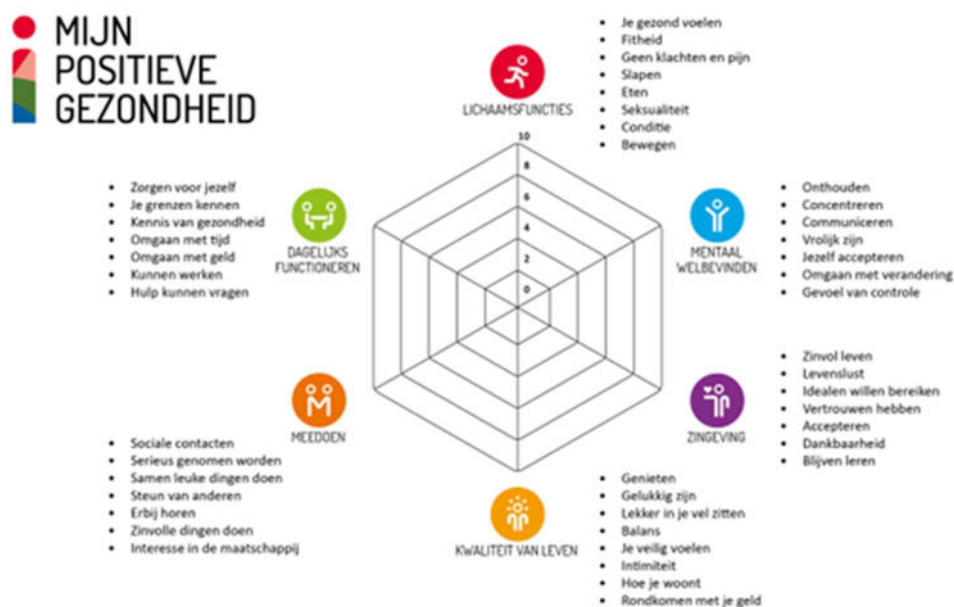 MIJN
POSITIEVE
GEZONDHEID
• Je gezond voelen
• Fitheid
• Geen klachten en pijn
• Slapen
• Eten
• Seksualiteit
• Conditie
• Bewegen
LICHAAMSFUNCTIES
10
8
6
4
2
0
• Onthouden
• Concentreren
• Communiceren
• Vrolijk zijn
• Jezelf accepteren
• Omgaan met verandering
• Gevoel van controle
MENTAAL
WELBEVINDEN
• Zinvol leven
• Levenslust
• Idealen willen bereiken
• Vertrouwen hebben
• Accepteren
• Dankbaarheid
• Blijven leren
ZINGEVING
• Genieten
• Gelukkig zijn
• Lekker in je vel zitten
• Balans
• Je veilig voelen
• Intimiteit
• Hoe je woont
• Rondkomen met je geld
KWALITEIT VAN LEVEN
• Sociale contacten
• Serieus genomen worden
• Samen leuke dingen doen
• Steun van anderen
• Erbij horen
• Zinvolle dingen doen
• Interesse in de maatschappij
MEEDOEN
• Zorgen voor jezelf
• Je grenzen kennen
• Kennis van gezondheid
• Omgaan met tijd
• Omgaan met geld
• Kunnen werken
• Hulp kunnen vragen
DAGELIJKS
FUNCTIONEREN